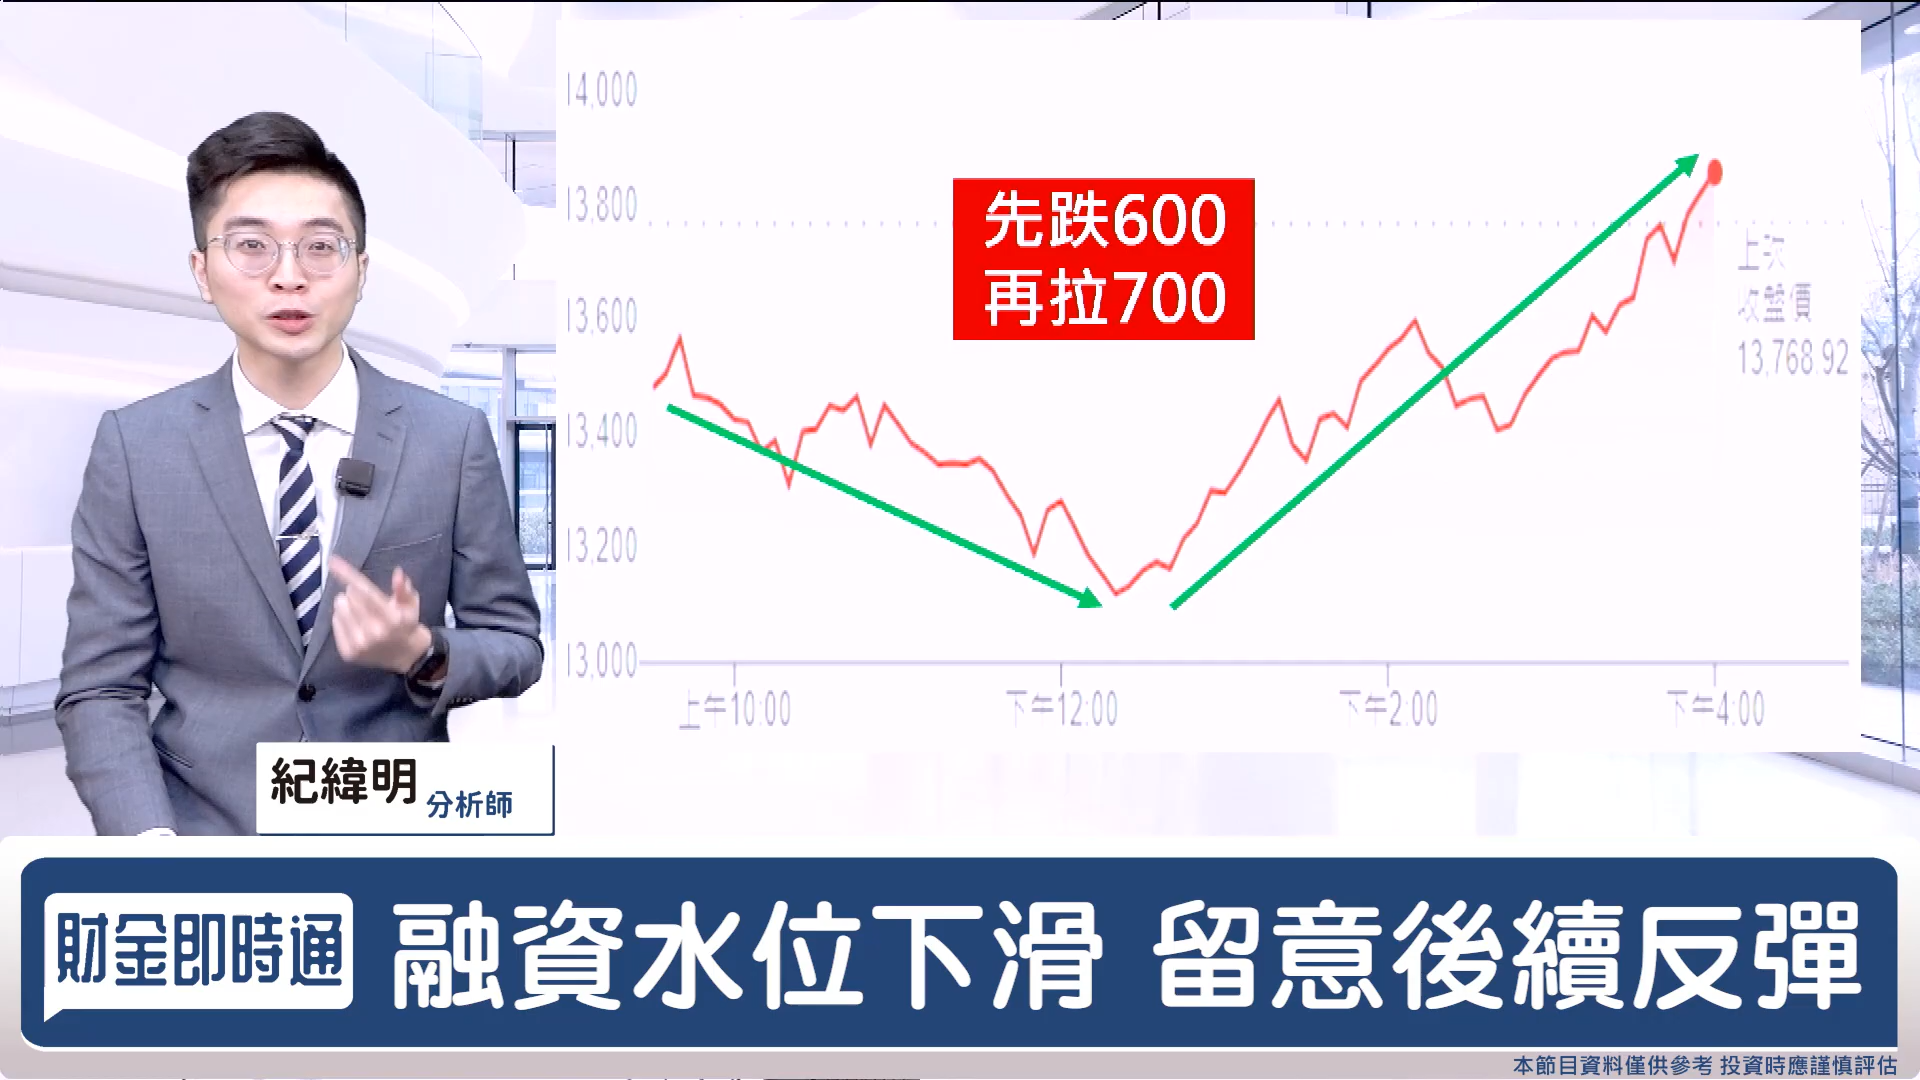 14,000
13,800
13,600
13,400
13,200
13,000
先跌600
再拉700
上次
收盤價
13,768.92
上午10:00
下午12:00
下午2:00
下午4:00
紀緯明 分析師
財金即時通
融資水位下滑 留意後續反彈
本節目資料僅供參考 投資時應謹慎評估